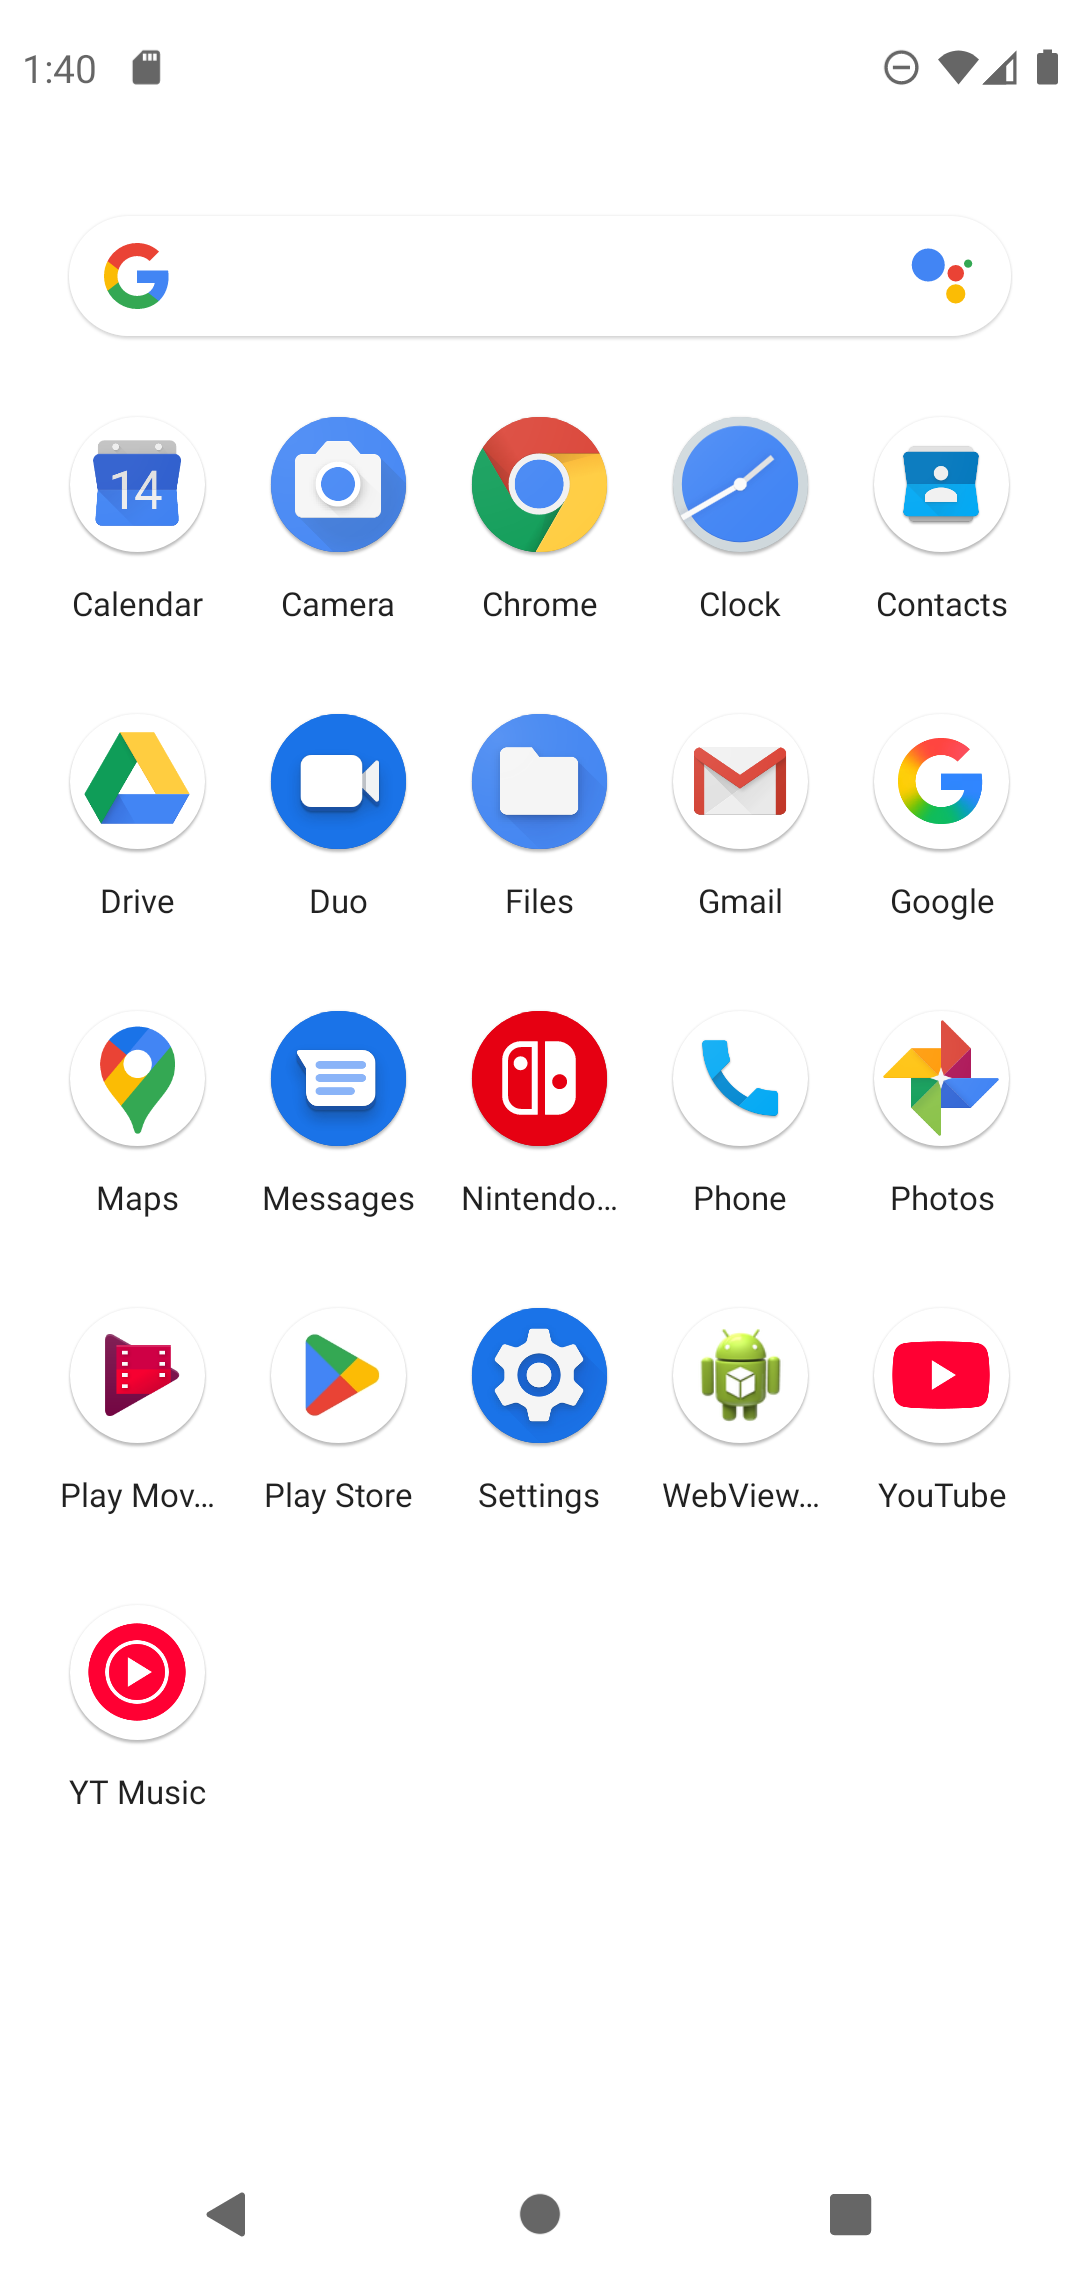 1:40
14
Calendar
Camera
Chrome
Clock
Contacts
Drive
Duo
Files
Gmail
Google
Maps
Messages
Nintendo…
Phone
Photos
Play Mov…
Play Store
Settings
WebView…
YouTube
YT Music